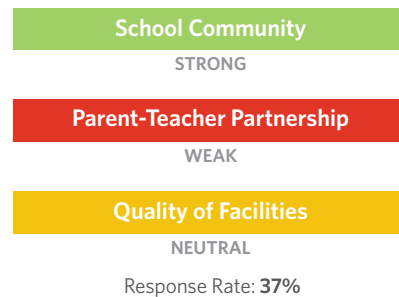 School Community
STRONG
Parent-Teacher Partnership
WEAK
Quality of Facilities
NEUTRAL
Response Rate: 37%